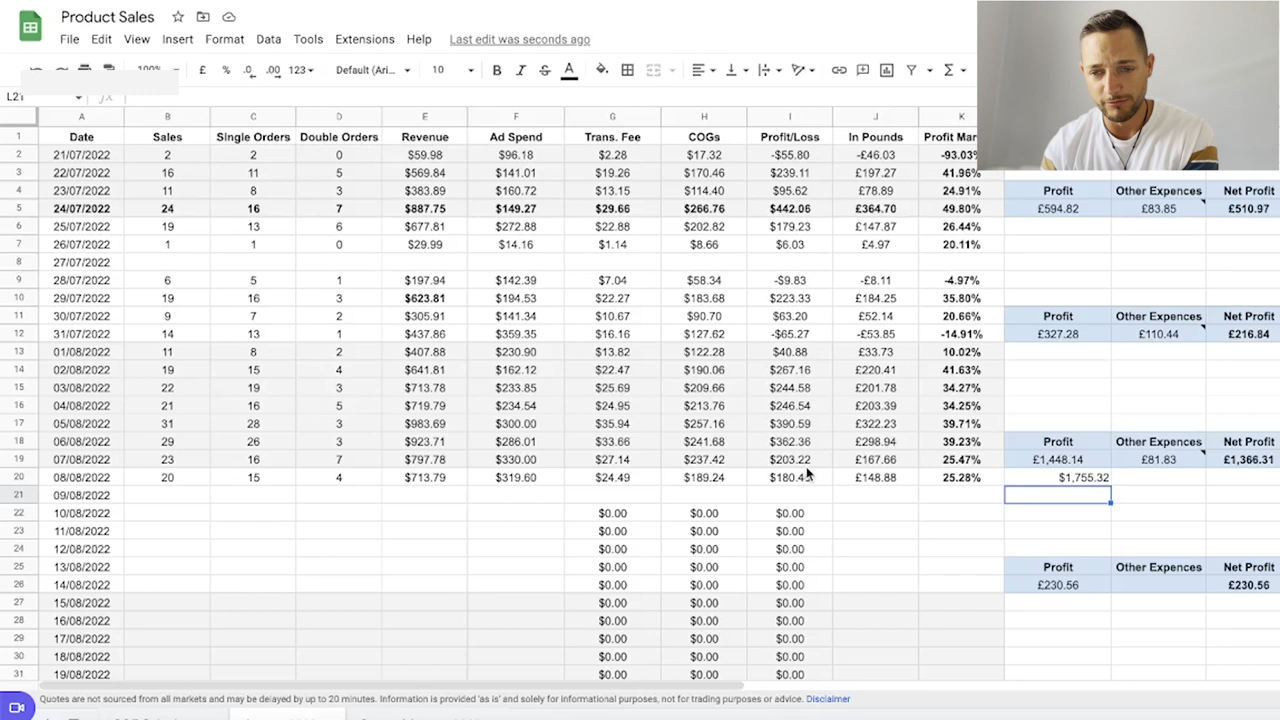 Product Sales
File Edit View Insert Format Data Tools Extensions Help Last edit was seconds ago
100% £ % .0 .00 123 Default (Ari... 10 B I S A
L21 fx
A B C D E F G H I J K
1 Date Sales Single Orders Double Orders Revenue Ad Spend Trans. Fee COGs Profit/Loss In Pounds Profit Mar
2 21/07/2022 2 2 0 $59.98 $96.18 $2.28 $17.32 -$55.80 -£46.03 -93.03%
3 22/07/2022 16 11 5 $569.84 $141.01 $19.26 $170.46 $239.11 £197.27 41.96%
4 23/07/2022 11 8 3 $383.89 $160.72 $13.15 $114.40 $95.62 £78.89 24.91% Profit Other Expences Net Profit
5 24/07/2022 24 16 7 $887.75 $149.27 $29.66 $266.76 $442.06 £364.70 49.80% £594.82 £83.85 £510.97
6 25/07/2022 19 13 6 $677.81 $272.88 $22.88 $202.82 $179.23 £147.87 26.44%
7 26/07/2022 1 1 0 $29.99 $14.16 $1.14 $8.66 $6.03 £4.97 20.11%
8 27/07/2022
9 28/07/2022 6 5 1 $197.94 $142.39 $7.04 $58.34 -$9.83 -£8.11 -4.97%
10 29/07/2022 19 16 3 $623.81 $194.53 $22.27 $183.68 $223.33 £184.25 35.80%
11 30/07/2022 9 7 2 $305.91 $141.34 $10.67 $90.70 $63.20 £52.14 20.66% Profit Other Expences Net Profit
12 31/07/2022 14 13 1 $437.86 $359.35 $16.16 $127.62 -$65.27 -£53.85 -14.91% £327.28 £110.44 £216.84
13 01/08/2022 11 8 2 $407.88 $230.90 $13.82 $122.28 $40.88 £33.73 10.02%
14 02/08/2022 19 15 4 $641.81 $162.12 $22.47 $190.06 $267.16 £220.41 41.63%
15 03/08/2022 22 19 3 $713.78 $233.85 $25.69 $209.66 $244.58 £201.78 34.27%
16 04/08/2022 21 16 5 $719.79 $234.54 $24.95 $213.76 $246.54 £203.39 34.25%
17 05/08/2022 31 28 3 $983.69 $300.00 $35.94 $257.16 $390.59 £322.23 39.71%
18 06/08/2022 29 26 3 $923.71 $286.01 $33.66 $241.68 $362.36 £298.94 39.23% Profit Other Expences Net Profit
19 07/08/2022 23 16 7 $797.78 $330.00 $27.14 $237.42 $203.22 £167.66 25.47% £1,448.14 £81.83 £1,366.31
20 08/08/2022 20 15 4 $713.79 $319.60 $24.49 $189.24 £148.88 25.28% $1,755.32
21 09/08/2022
22 10/08/2022 $0.00 $0.00 $0.00
23 11/08/2022 $0.00 $0.00 $0.00
24 12/08/2022 $0.00 $0.00 $0.00
25 13/08/2022 $0.00 $0.00 $0.00 Profit Other Expences Net Profit
26 14/08/2022 $0.00 $0.00 $0.00 £230.56 £230.56
27 15/08/2022 $0.00 $0.00 $0.00
28 16/08/2022 $0.00 $0.00 $0.00
29 17/08/2022 $0.00 $0.00 $0.00
30 18/08/2022 $0.00 $0.00 $0.00
31 19/08/2022 $0.00 $0.00 $0.00
Quotes are not sourced from all markets and may be delayed by up to 20 minutes. Information is provided 'as is' and solely for informational purposes, not for trading purposes or advice. Disclaimer